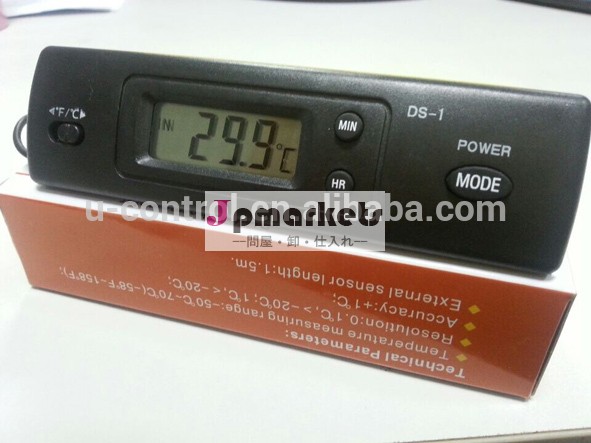 ◀°F/°C▶
IN
29.9°C
MIN
HR
DS-1
POWER
MODE
u-control.en.alibaba.com
Jpmarkets
―問屋・卸・仕入れ―
Technical Parameters:
◆ Temperature measuring range:-50℃~70℃(-58°F~158°F);
◆ Resolution:0.1℃, > -20℃; 1℃, < -20℃;
◆ Accuracy:+1℃;
◆ External sensor length:1.5m.